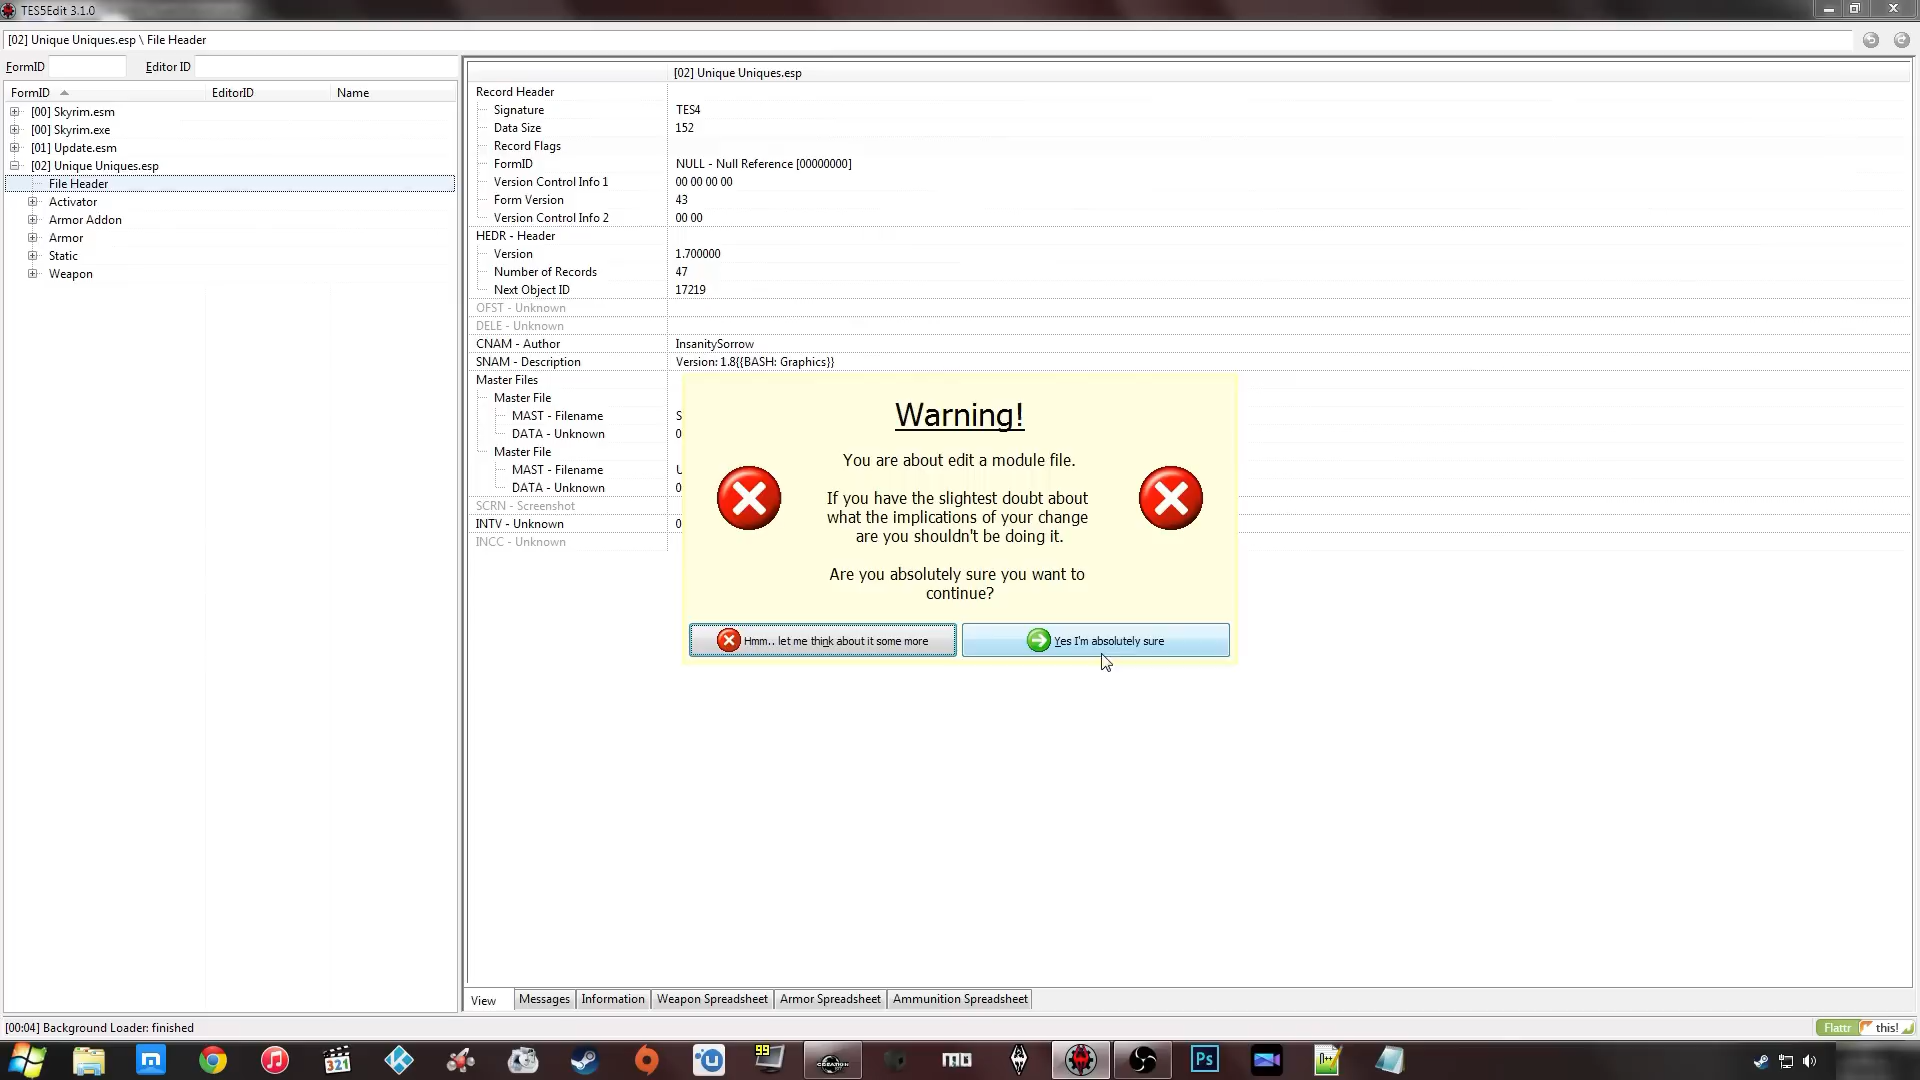 TES5Edit 3.1.0
[02] Unique Uniques.esp \ File Header
FormID Editor ID
FormID EditorID Name
[00] Skyrim.esm
[00] Skyrim.exe
[01] Update.esm
[02] Unique Uniques.esp
File Header
Activator
Armor Addon
Armor
Static
Weapon
[02] Unique Uniques.esp
Record Header
Signature TES4
Data Size 152
Record Flags
FormID NULL - Null Reference [00000000]
Version Control Info 1 00 00 00 00
Form Version 43
Version Control Info 2 00 00
HEDR - Header
Version 1.700000
Number of Records 47
Next Object ID 17219
OFST - Unknown
DELE - Unknown
CNAM - Author InsanitySorrow
SNAM - Description Version: 1.8{{BASH: Graphics}}
Master Files
Master File
MAST - Filename S
DATA - Unknown 0
Master File
MAST - Filename U
DATA - Unknown 0
SCRN - Screenshot
INTV - Unknown 0
INCC - Unknown
Warning!
You are about edit a module file.
If you have the slightest doubt about
what the implications of your change
are you shouldn't be doing it.
Are you absolutely sure you want to
continue?
Hmm.. let me think about it some more
Yes I'm absolutely sure
View Messages Information Weapon Spreadsheet Armor Spreadsheet Ammunition Spreadsheet
[00:04] Background Loader: finished
Flattr this!
321
99
CREATION
MO
Ps